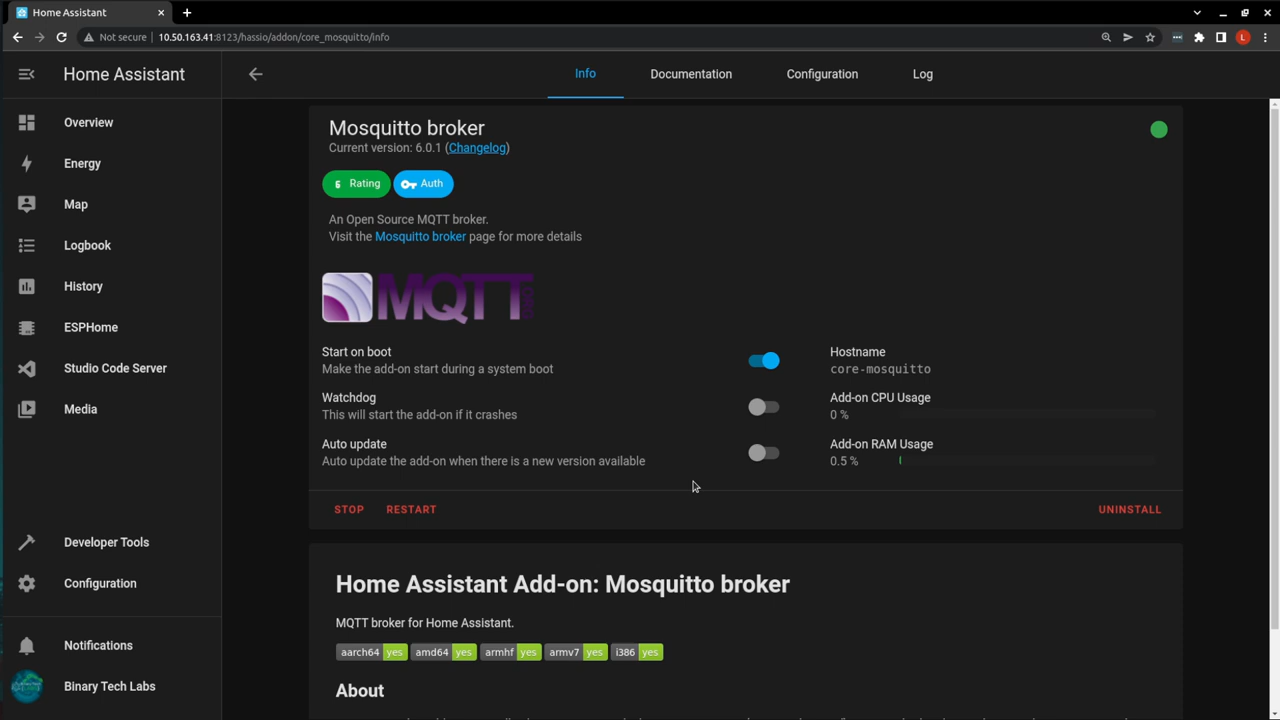 Home Assistant
Not secure
10.50.163.41:8123/hassio/addon/core_mosquitto/info
L
Home Assistant
Info
Documentation
Configuration
Log
Overview
Energy
Map
Logbook
History
ESPHome
Studio Code Server
Media
Developer Tools
Configuration
Notifications
Binary Tech Labs
Mosquitto broker
Current version: 6.0.1 (Changelog)
6 Rating
Auth
An Open Source MQTT broker.
Visit the Mosquitto broker page for more details
MQTT
Start on boot
Make the add-on start during a system boot
Hostname
core-mosquitto
Watchdog
This will start the add-on if it crashes
Add-on CPU Usage
0 %
Auto update
Auto update the add-on when there is a new version available
Add-on RAM Usage
0.5 %
STOP
RESTART
UNINSTALL
Home Assistant Add-on: Mosquitto broker
MQTT broker for Home Assistant.
aarch64 yes amd64 yes armhf yes armv7 yes i386 yes
About